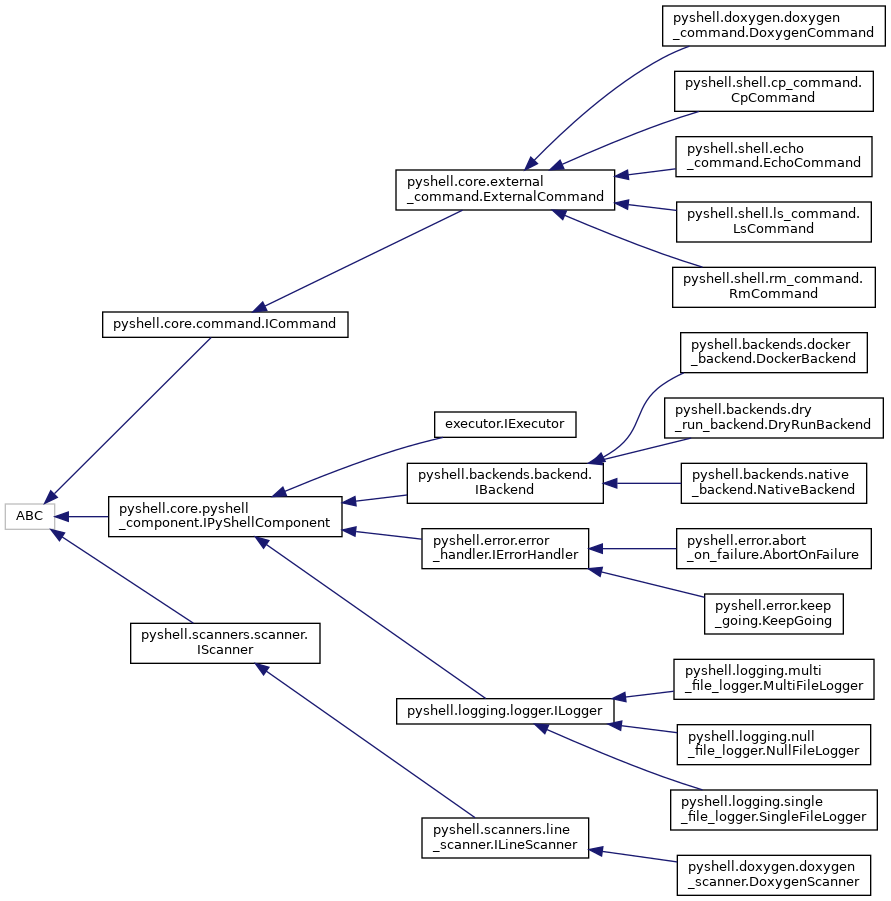 pyshell.doxygen.doxygen
_command.DoxygenCommand
pyshell.shell.cp_command.
CpCommand
pyshell.shell.echo
_command.EchoCommand
pyshell.core.external
_command.ExternalCommand
pyshell.shell.ls_command.
LsCommand
pyshell.shell.rm_command.
RmCommand
pyshell.core.command.ICommand
pyshell.backends.docker
_backend.DockerBackend
executor.IExecutor
pyshell.backends.dry
_run_backend.DryRunBackend
pyshell.backends.backend.
IBackend
pyshell.backends.native
_backend.NativeBackend
ABC
pyshell.core.pyshell
_component.IPyShellComponent
pyshell.error.error
_handler.IErrorHandler
pyshell.error.abort
_on_failure.AbortOnFailure
pyshell.error.keep
_going.KeepGoing
pyshell.scanners.scanner.
IScanner
pyshell.logging.multi
_file_logger.MultiFileLogger
pyshell.logging.logger.ILogger
pyshell.logging.null
_file_logger.NullFileLogger
pyshell.logging.single
_file_logger.SingleFileLogger
pyshell.scanners.line
_scanner.ILineScanner
pyshell.doxygen.doxygen
_scanner.DoxygenScanner